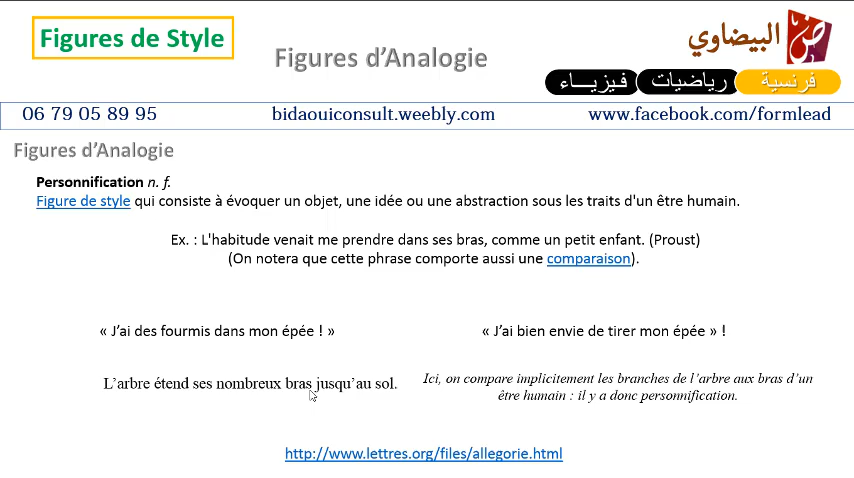 Figures de Style
Figures d’Analogie
البيضاوي
فرنسية
رياضيات
فيزيـــاء
06 79 05 89 95
bidaouiconsult.weebly.com
www.facebook.com/formlead
Figures d’Analogie
Personnification n. f.
Figure de style qui consiste à évoquer un objet, une idée ou une abstraction sous les traits d'un être humain.
Ex. : L'habitude venait me prendre dans ses bras, comme un petit enfant. (Proust)
(On notera que cette phrase comporte aussi une comparaison).
« J’ai des fourmis dans mon épée ! »
« J’ai bien envie de tirer mon épée » !
L’arbre étend ses nombreux bras jusqu’au sol.
Ici, on compare implicitement les branches de l’arbre aux bras d’un
être humain : il y a donc personnification.
http://www.lettres.org/files/allegorie.html